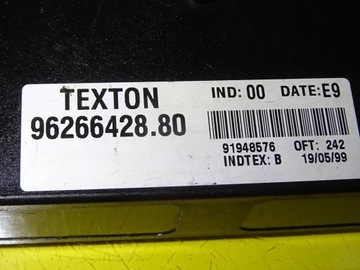 TEXTON IND: 00 DATE: E9
96266428.80
91948576 OFT: 242
INDTEX: B 19/05/99